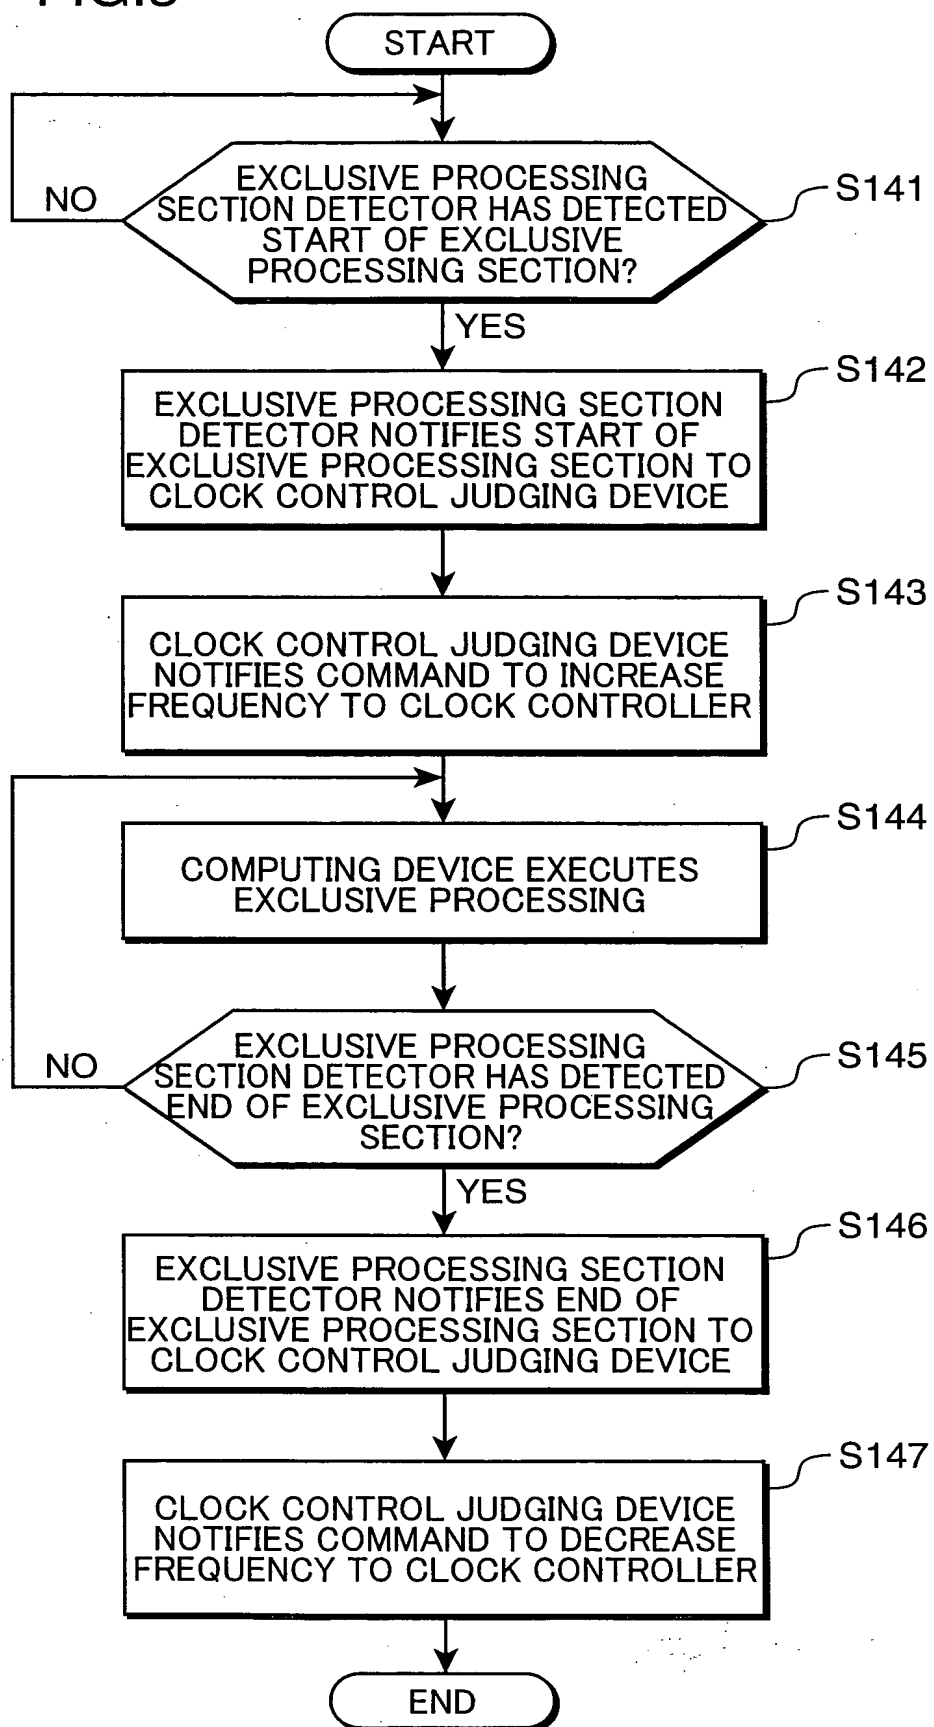 START
NO
EXCLUSIVE PROCESSING
SECTION DETECTOR HAS DETECTED
START OF EXCLUSIVE
PROCESSING SECTION?
S141
YES
S142
EXCLUSIVE PROCESSING SECTION
DETECTOR NOTIFIES START OF
EXCLUSIVE PROCESSING SECTION TO
CLOCK CONTROL JUDGING DEVICE
S143
CLOCK CONTROL JUDGING DEVICE
NOTIFIES COMMAND TO INCREASE
FREQUENCY TO CLOCK CONTROLLER
S144
COMPUTING DEVICE EXECUTES
EXCLUSIVE PROCESSING
NO
EXCLUSIVE PROCESSING
SECTION DETECTOR HAS DETECTED
END OF EXCLUSIVE PROCESSING
SECTION?
S145
YES
S146
EXCLUSIVE PROCESSING SECTION
DETECTOR NOTIFIES END OF
EXCLUSIVE PROCESSING SECTION TO
CLOCK CONTROL JUDGING DEVICE
S147
CLOCK CONTROL JUDGING DEVICE
NOTIFIES COMMAND TO DECREASE
FREQUENCY TO CLOCK CONTROLLER
END